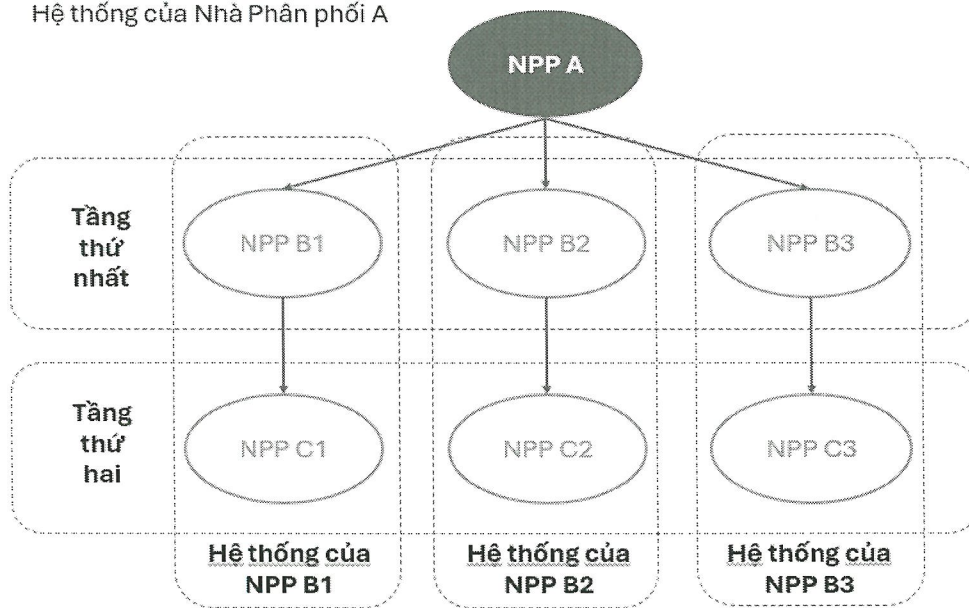 Hệ thống của Nhà Phân phối A
NPP A
Tầng
thứ
nhất
NPP B1
NPP B2
NPP B3
Tầng
thứ
hai
NPP C1
NPP C2
NPP C3
Hệ thống của
NPP B1
Hệ thống của
NPP B2
Hệ thống của
NPP B3